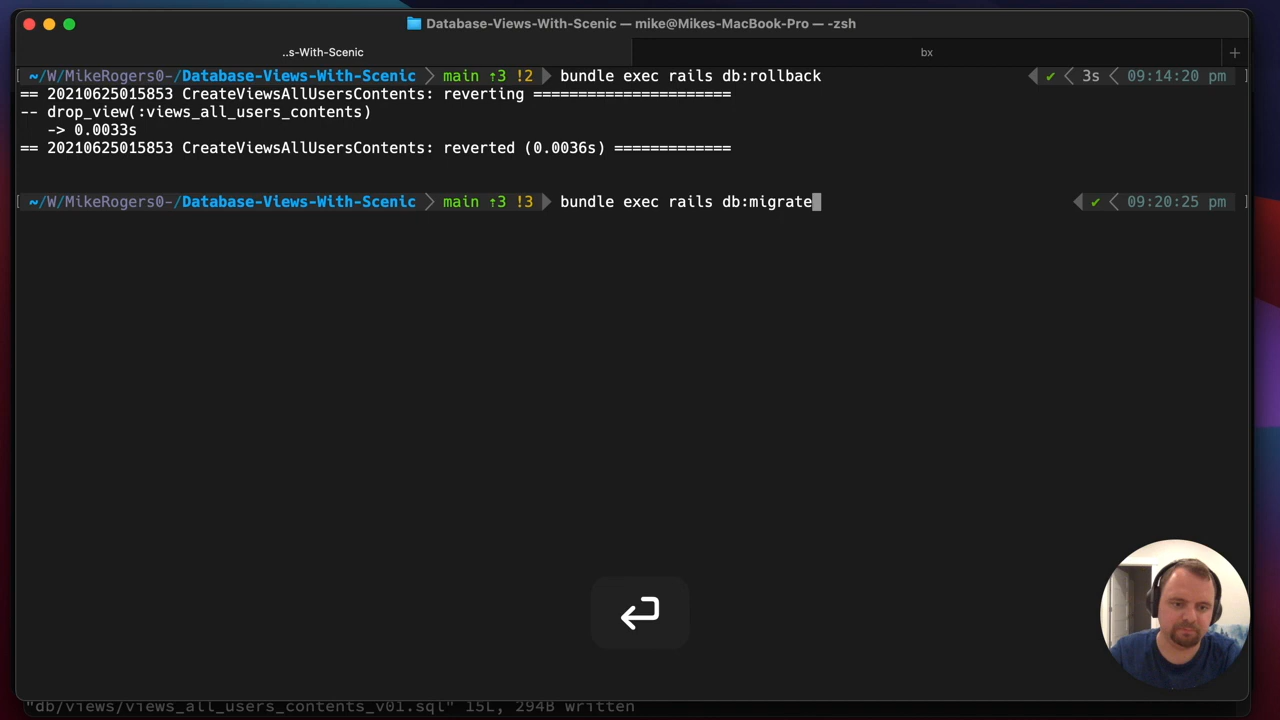 Database-Views-With-Scenic — mike@Mikes-MacBook-Pro — -zsh
..s-With-Scenic
bx
+
[ ~/W/MikeRogers0-/Database-Views-With-Scenic main ↑3 !2 bundle exec rails db:rollback ✔ 3s 09:14:20 pm ]
== 20210625015853 CreateViewsAllUsersContents: reverting ======================
-- drop_view(:views_all_users_contents)
-> 0.0033s
== 20210625015853 CreateViewsAllUsersContents: reverted (0.0036s) =============
[ ~/W/MikeRogers0-/Database-Views-With-Scenic main ↑3 !3 bundle exec rails db:migrate ✔ 09:20:25 pm ]
"db/views/views_all_users_contents_v01.sql" 15L, 294B written